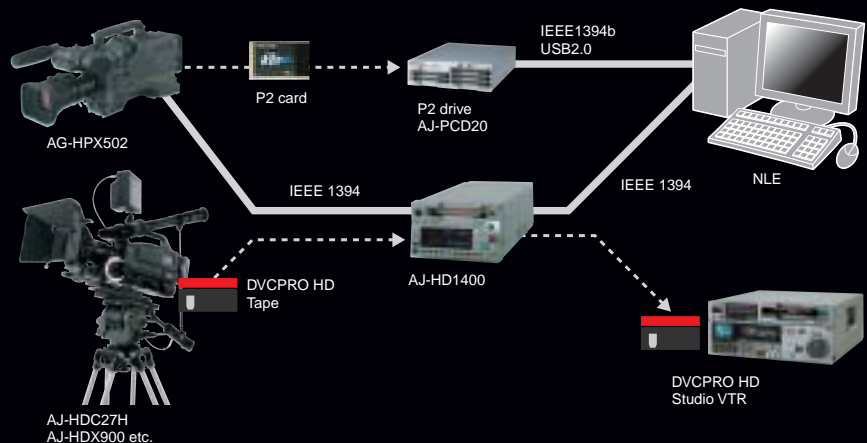 IEEE1394b
USB2.0
P2 card
P2 drive
AJ-PCD20
AG-HPX502
NLE
IEEE 1394
IEEE 1394
DVCPRO HD
Tape
AJ-HD1400
DVCPRO HD
Studio VTR
AJ-HDC27H
AJ-HDX900 etc.